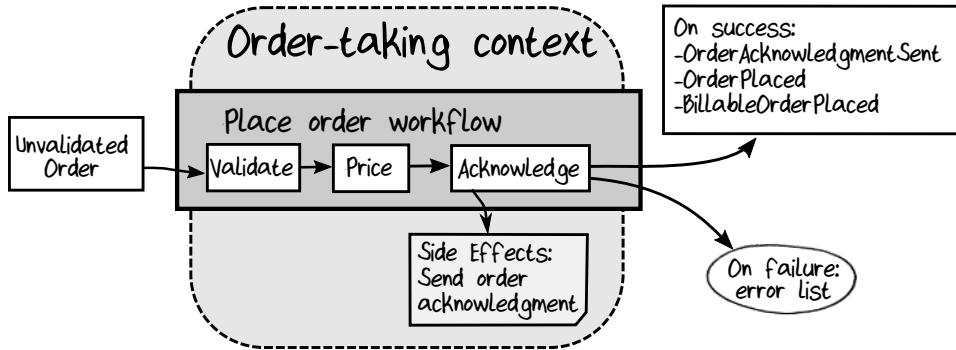 Order-taking context
Place order workflow
Unvalidated
Order
Validate
Price
Acknowledge
Side Effects:
Send order
acknowledgment
On success:
-OrderAcknowledgmentSent
-OrderPlaced
-BillableOrderPlaced
On failure:
error list